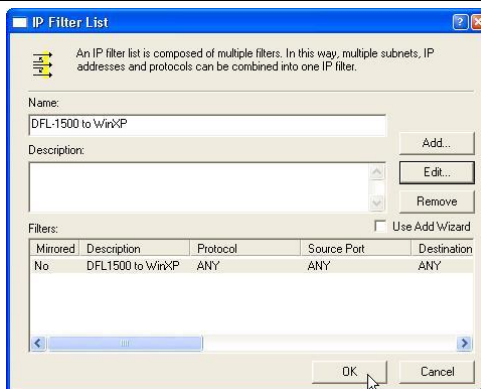 IP Filter List
An IP filter list is composed of multiple filters. In this way, multiple subnets, IP
addresses and protocols can be combined into one IP filter.
Name:
DFL-1500 to WinXP
Add...
Description:
Edit...
Remove
Filters:
Use Add Wizard
Mirrored Description Protocol Source Port Destination
No DFL1500 to WinXP ANY ANY ANY
OK Cancel